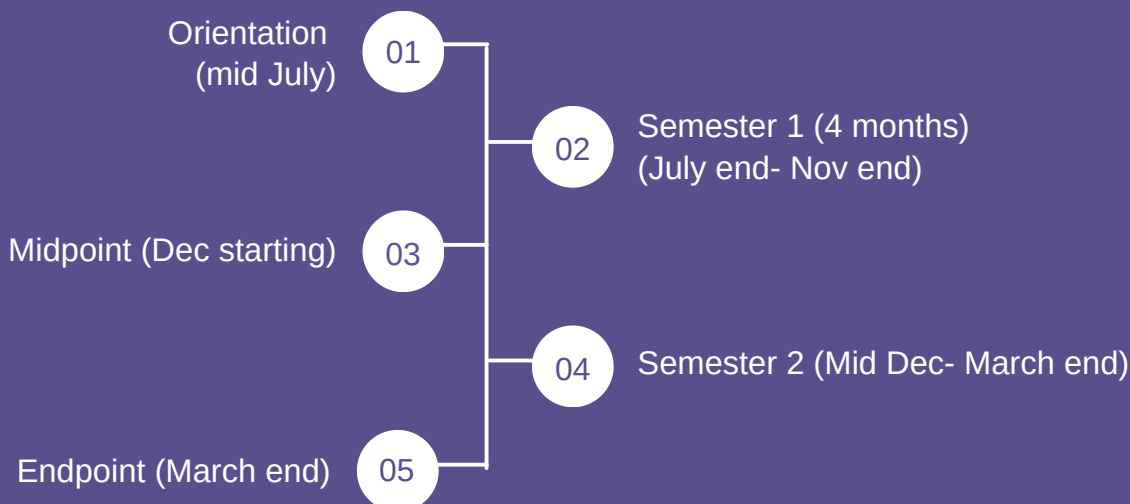 Orientation
(mid July)
01
02
Semester 1 (4 months)
(July end- Nov end)
Midpoint (Dec starting)
03
04
Semester 2 (Mid Dec- March end)
Endpoint (March end)
05